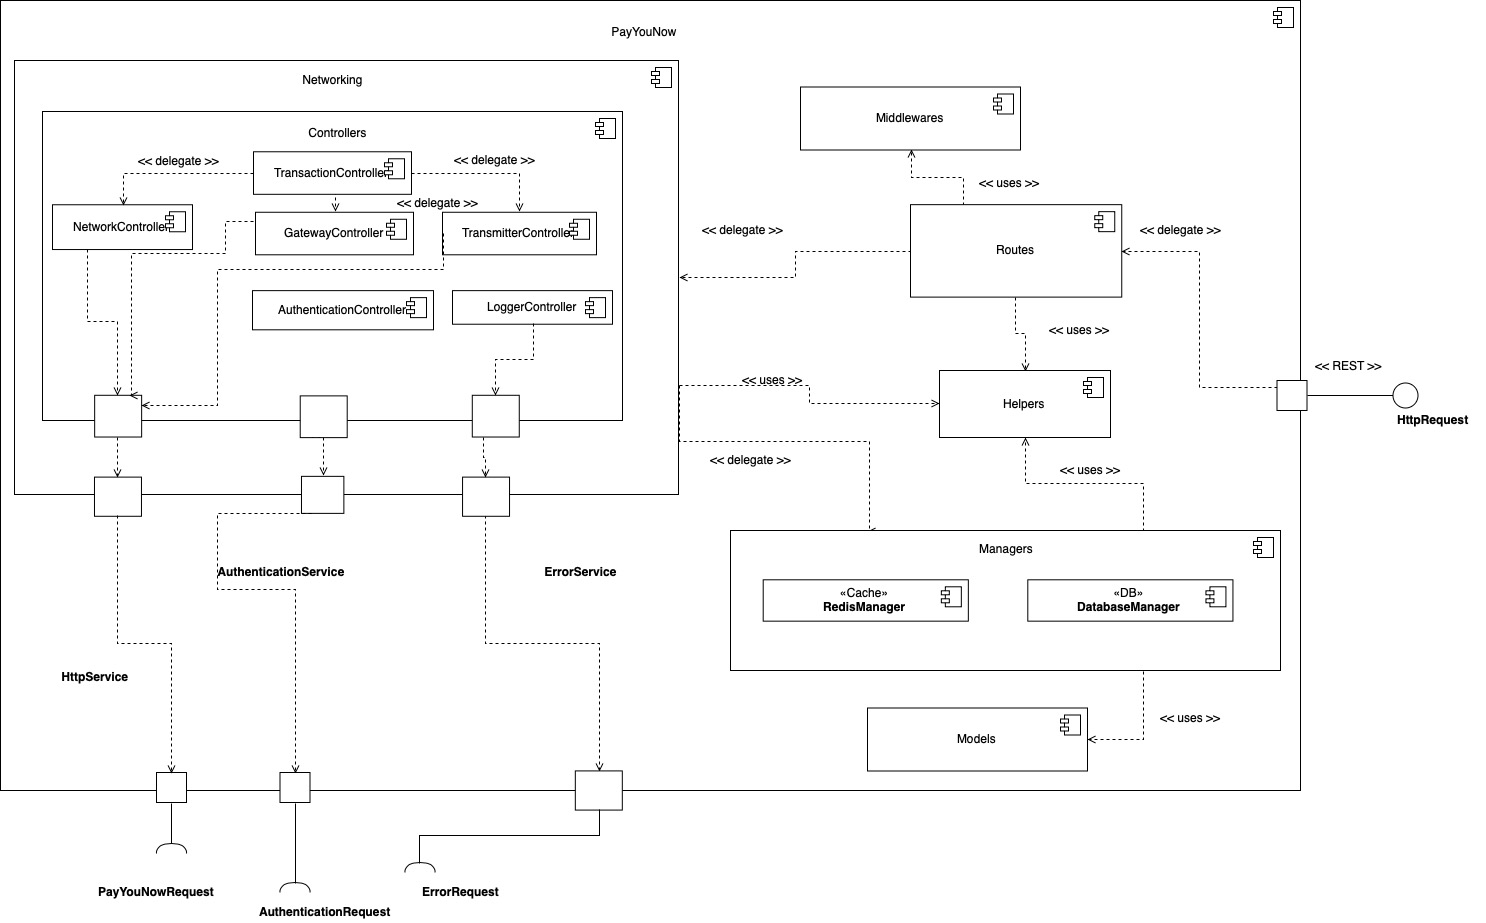 PayYouNow
Networking
Controllers
<< delegate >>
TransactionController
<< delegate >>
<< delegate >>
NetworkController
GatewayController
TransmitterController
AuthenticationController
LoggerController
Middlewares
<< uses >>
<< delegate >>
Routes
<< delegate >>
<< uses >>
<< REST >>
HttpRequest
<< uses >>
Helpers
<< delegate >>
<< uses >>
Managers
«Cache»
RedisManager
«DB»
DatabaseManager
<< uses >>
Models
AuthenticationService
ErrorService
HttpService
PayYouNowRequest
AuthenticationRequest
ErrorRequest